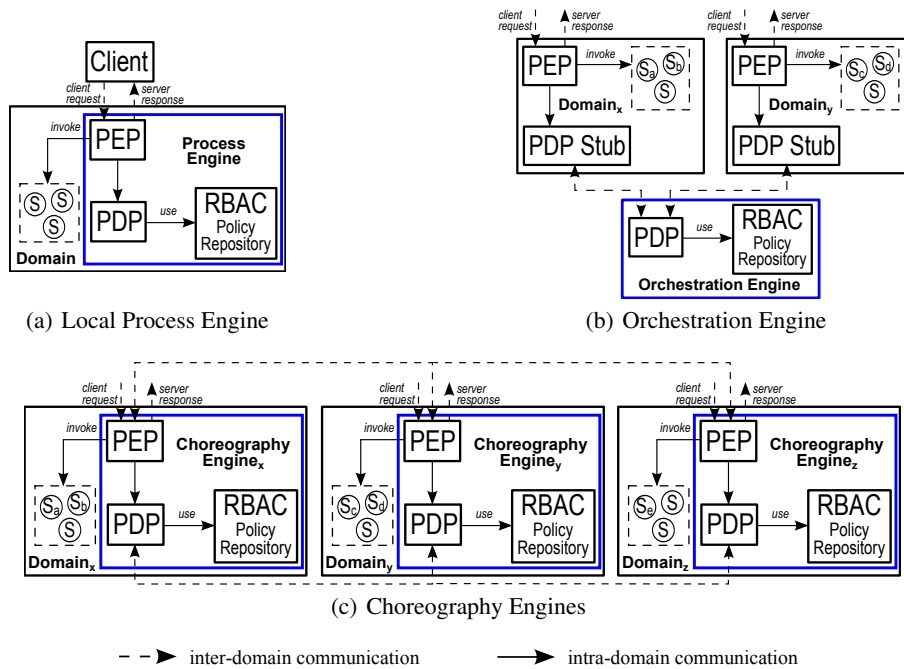 Client
client
request
server
response
PEP
invoke
Process
Engine
S S
S
PDP
use
RBAC
Policy
Repository
Domain
(a) Local Process Engine
client
request
server
response
PEP
invoke
Sa Sb
S
Domainx
PDP Stub
client
request
server
response
PEP
invoke
Sc Sd
S
Domainy
PDP Stub
PDP
use
RBAC
Policy
Repository
Orchestration Engine
(b) Orchestration Engine
client
request
server
response
PEP
invoke
Choreography
Enginex
Sa Sb
S
PDP
use
RBAC
Policy
Repository
Domainx
client
request
server
response
PEP
invoke
Choreography
Enginey
Sc Sd
S
PDP
use
RBAC
Policy
Repository
Domainy
client
request
server
response
PEP
invoke
Choreography
Enginez
Se S
S
PDP
use
RBAC
Policy
Repository
Domainz
(c) Choreography Engines
inter-domain communication
intra-domain communication